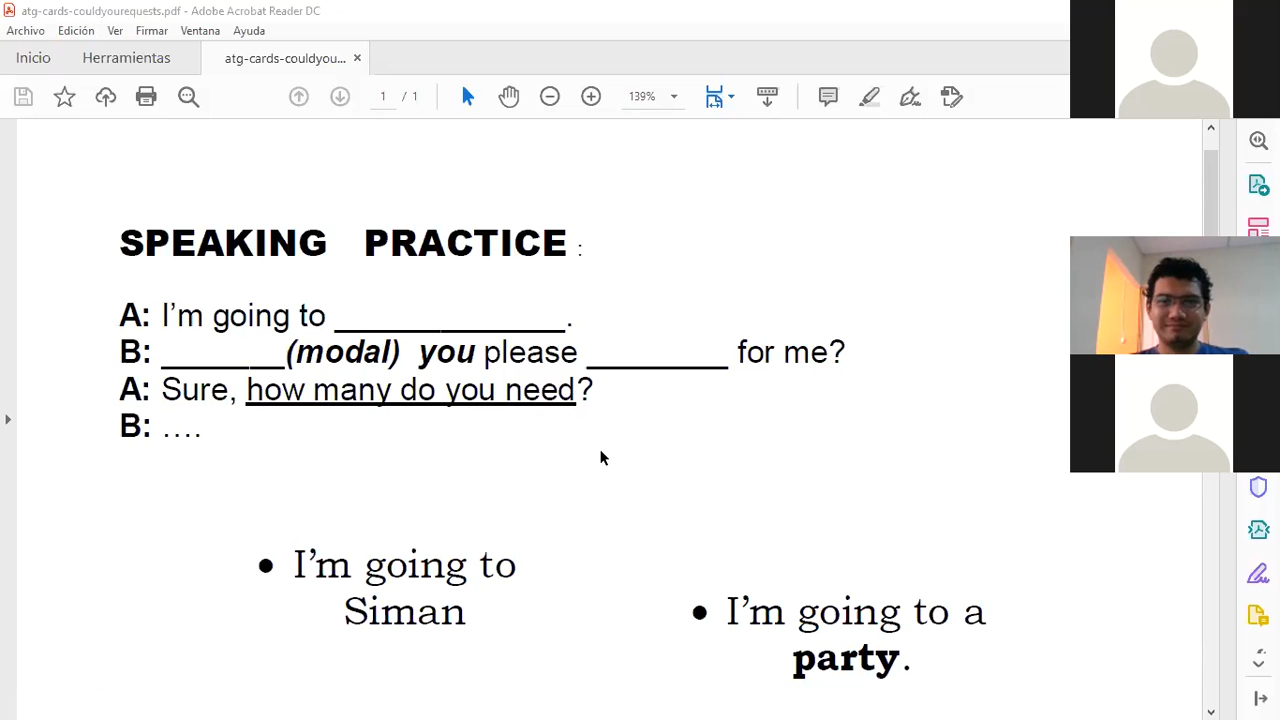 atg-cards-couldyourequests.pdf - Adobe Acrobat Reader DC
Archivo Edición Ver Firmar Ventana Ayuda
Inicio Herramientas atg-cards-couldyou... ×
1 / 1 139%
SPEAKING PRACTICE :
A: I'm going to ______________.
B: _______(modal) you please _________ for me?
A: Sure, how many do you need?
B: ….
• I'm going to
Siman
• I'm going to a
party.